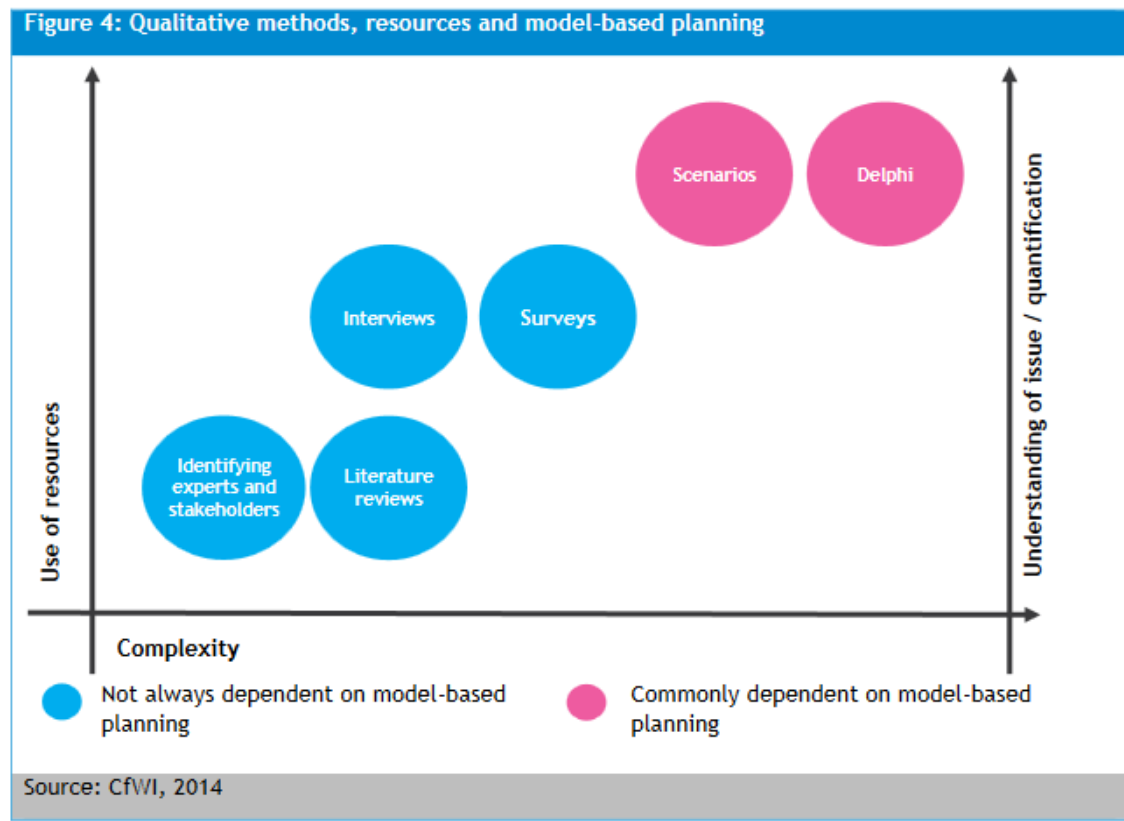 Figure 4: Qualitative methods, resources and model-based planning
Scenarios
Delphi
Interviews
Surveys
Identifying
experts and
stakeholders
Literature
reviews
Use of resources
Understanding of issue / quantification
Complexity
Not always dependent on model-based
planning
Commonly dependent on model-based
planning
Source: CfWI, 2014